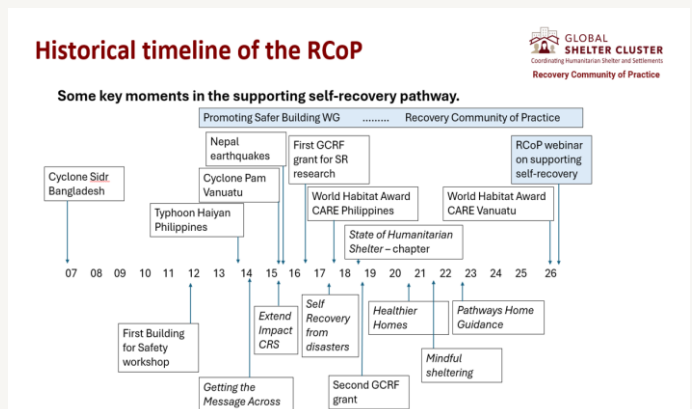 Historical timeline of the RCoP
GLOBAL
SHELTER CLUSTER
Coordinating Humanitarian Shelter and Settlements
Recovery Community of Practice
Some key moments in the supporting self-recovery pathway.
Promoting Safer Building WG ......... Recovery Community of Practice
Nepal
earthquakes
First GCRF
grant for SR
research
RCoP webinar
on supporting
self-recovery
Cyclone Sidr
Bangladesh
Cyclone Pam
Vanuatu
World Habitat Award
CARE Philippines
World Habitat Award
CARE Vanuatu
Typhoon Haiyan
Philippines
State of Humanitarian
Shelter – chapter
07 08 09 10 11 12 13 14 15 16 17 18 19 20 21 22 23 24 25 26
First Building
for Safety
workshop
Extend
Impact
CRS
Self
Recovery
from
disasters
Healthier
Homes
Pathways Home
Guidance
Mindful
sheltering
Getting the
Message Across
Second GCRF
grant